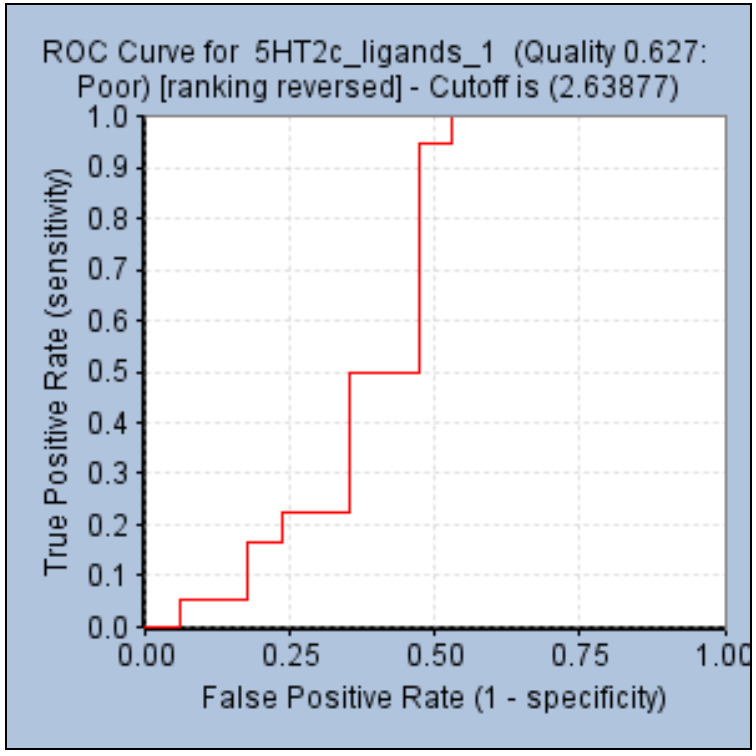 ROC Curve for 5HT2c_ligands_1 (Quality 0.627:
Poor) [ranking reversed] - Cutoff is (2.63877)
1.0
0.9
0.8
0.7
0.6
0.5
0.4
0.3
0.2
0.1
0.0
True Positive Rate (sensitivity)
0.00 0.25 0.50 0.75 1.00
False Positive Rate (1 - specificity)